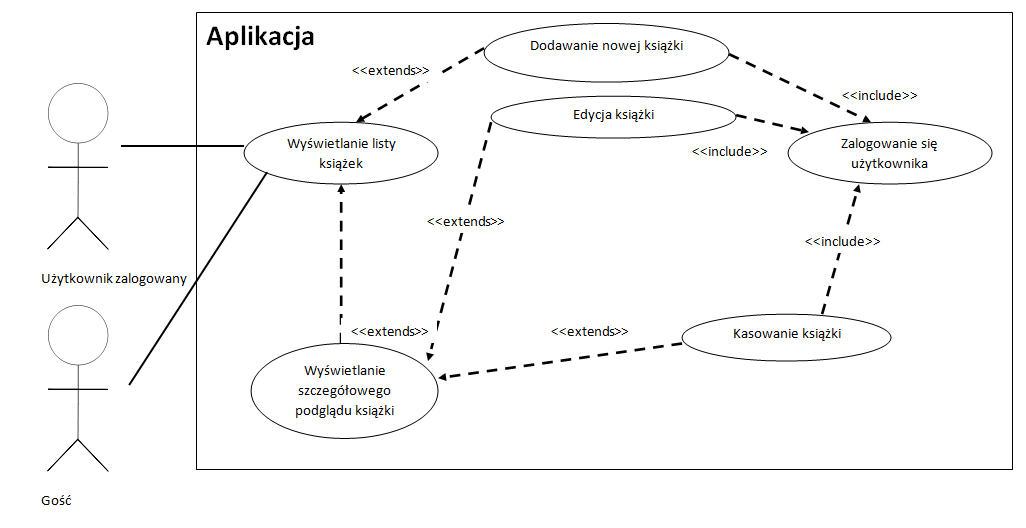 Aplikacja
Dodawanie nowej książki
<<extends>>
<<include>>
Edycja książki
Wyświetlanie listy
książek
<<include>>
Zalogowanie się
użytkownika
<<extends>>
<<include>>
Użytkownik zalogowany
<<extends>>
<<extends>>
Kasowanie książki
Wyświetlanie
szczegółowego
podglądu książki
Gość